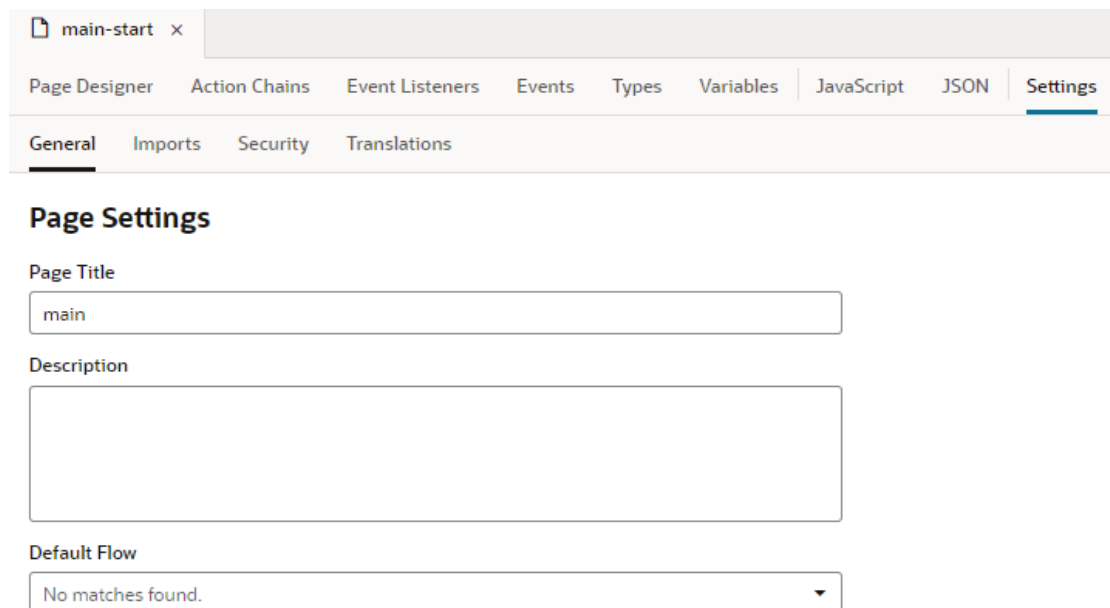 main-start ×
Page Designer Action Chains Event Listeners Events Types Variables JavaScript JSON Settings
General Imports Security Translations
Page Settings
Page Title
main
Description
Default Flow
No matches found.